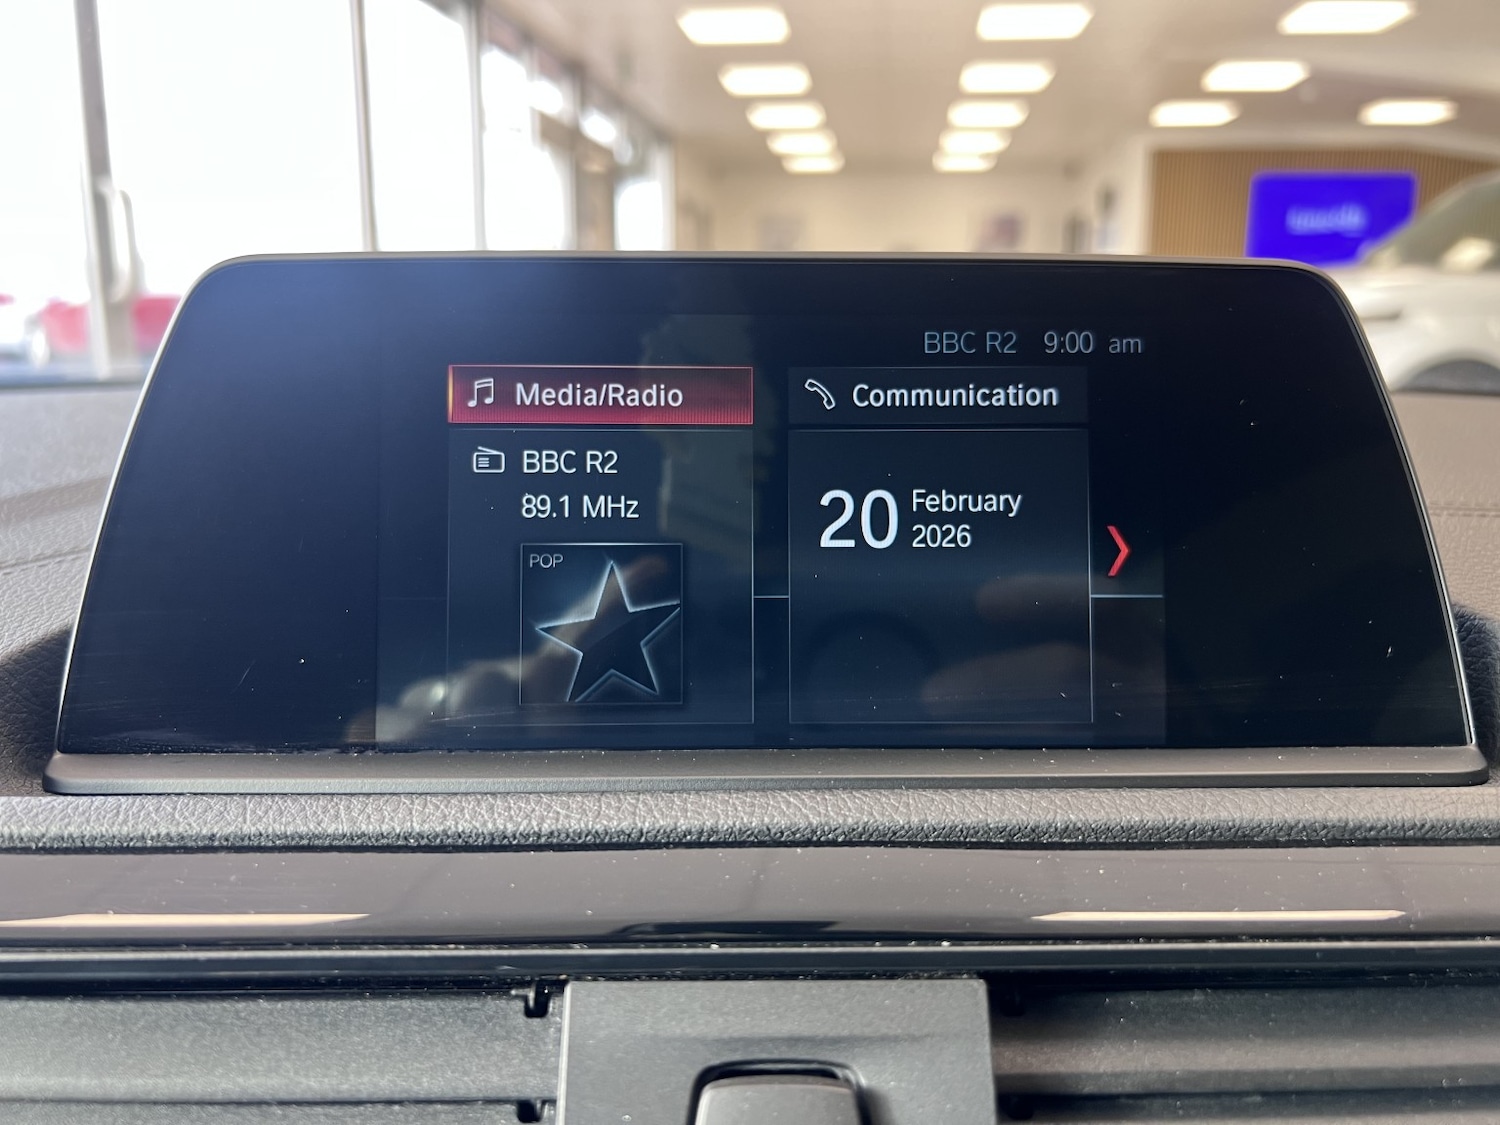 BBC R2 9:00 am
Media/Radio
Communication
BBC R2
89.1 MHz
POP
20 February
2026